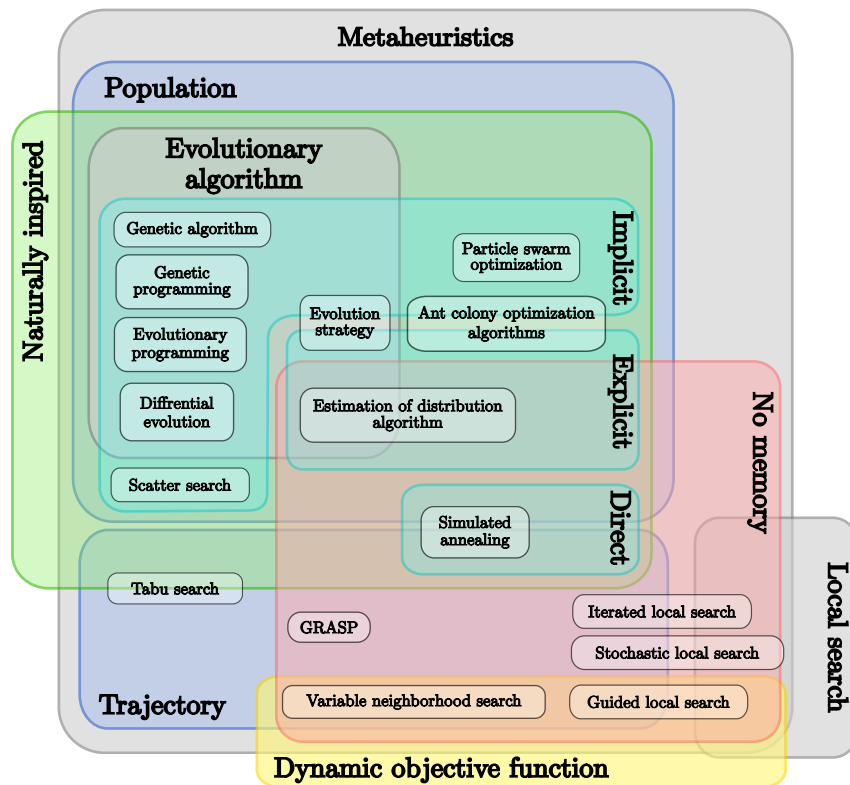 Metaheuristics
Population
Naturally inspired
Evolutionary
algorithm
Implicit
Genetic algorithm
Particle swarm
optimization
Genetic
programming
Evolution
strategy
Ant colony optimization
algorithms
Evolutionary
programming
Explicit
Diffrential
evolution
Estimation of distribution
algorithm
No memory
Scatter search
Direct
Simulated
annealing
Local search
Tabu search
GRASP
Iterated local search
Stochastic local search
Trajectory
Variable neighborhood search
Guided local search
Dynamic objective function